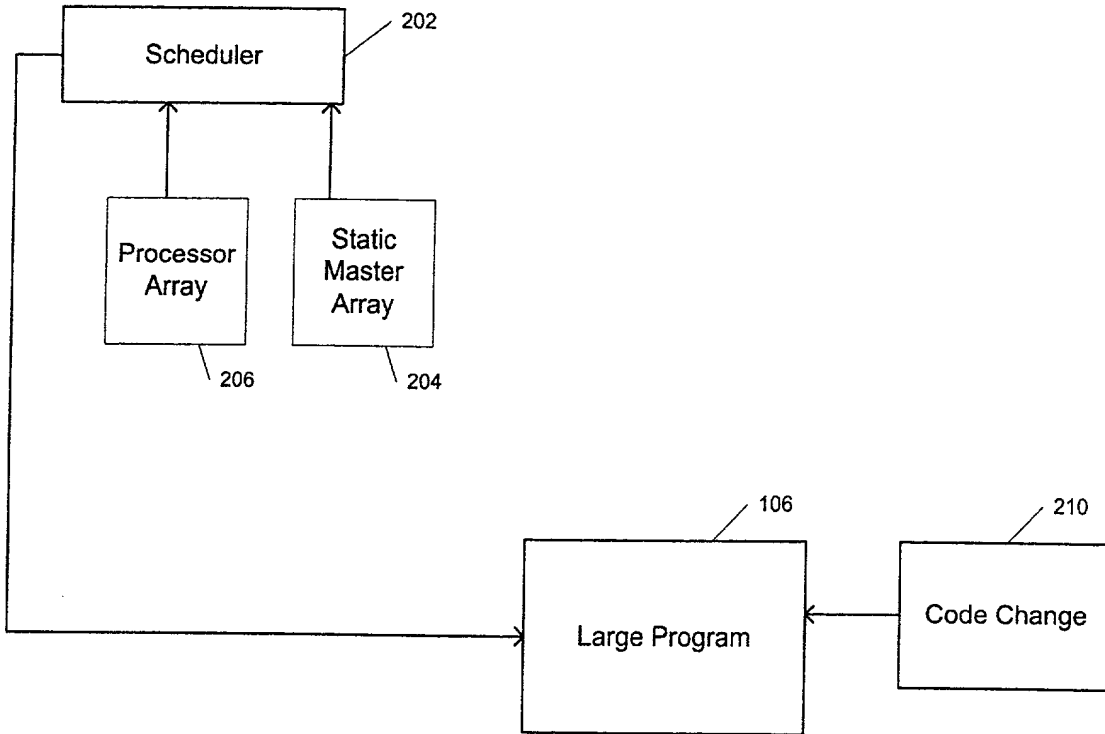 202
Scheduler
Processor
Array
Static
Master
Array
206
204
106
210
Large Program
Code Change